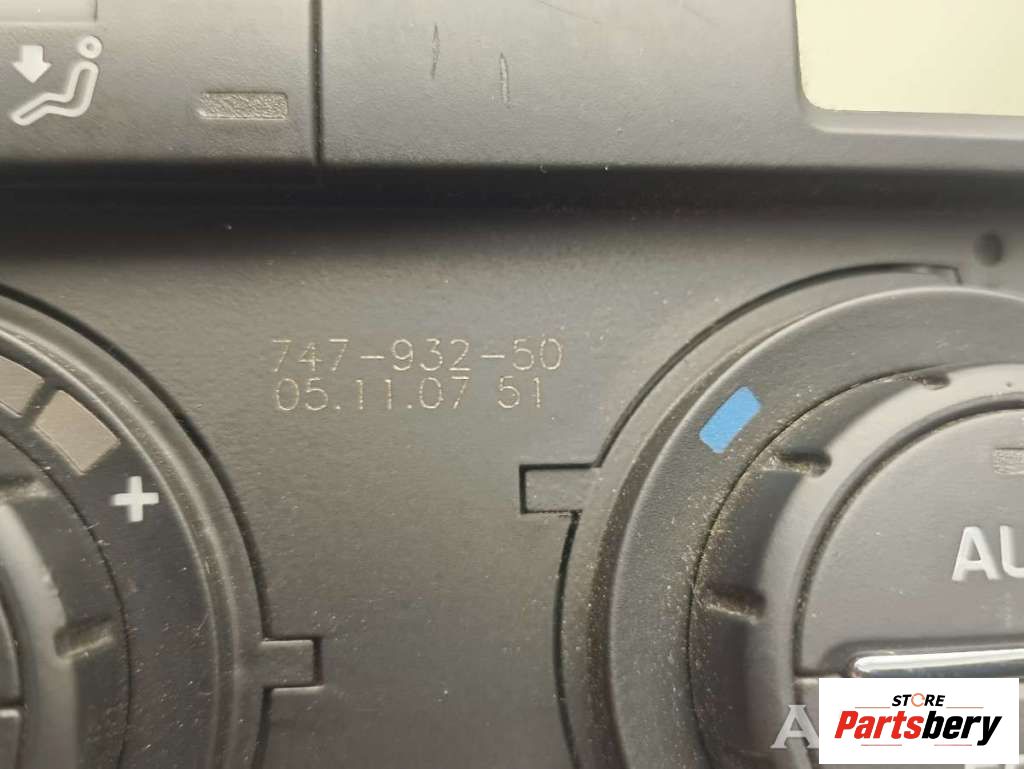 747-932-50
05.11.07 51
+
AU
STORE
Partsbery